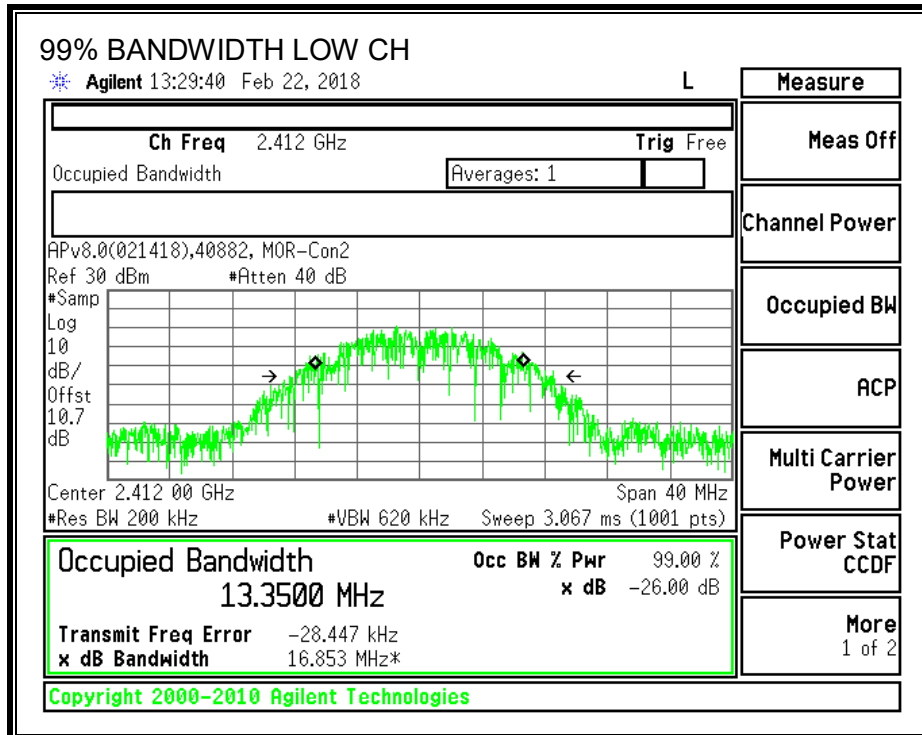 99% BANDWIDTH LOW CH
Agilent 13:29:40 Feb 22, 2018 L
Measure
Ch Freq 2.412 GHz Trig Free
Occupied Bandwidth Averages: 1
APv8.0(021418),40882, MOR-Con2
Ref 30 dBm #Atten 40 dB
#Samp
Log
10
dB/
Offst
10.7
dB
Center 2.412 00 GHz Span 40 MHz
#Res BW 200 kHz #VBW 620 kHz Sweep 3.067 ms (1001 pts)
Occupied Bandwidth Occ BW % Pwr 99.00 %
13.3500 MHz x dB -26.00 dB
Transmit Freq Error -28.447 kHz
x dB Bandwidth 16.853 MHz*
Copyright 2000-2010 Agilent Technologies
Meas Off
Channel Power
Occupied BW
ACP
Multi Carrier
Power
Power Stat
CCDF
More
1 of 2